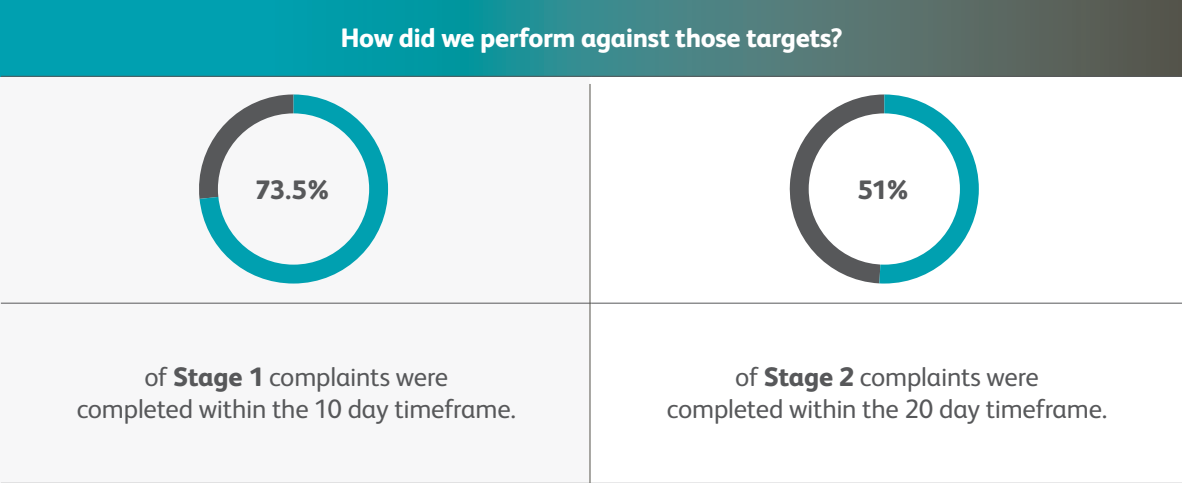 How did we perform against those targets?
73.5%
of Stage 1 complaints were
completed within the 10 day timeframe.
51%
of Stage 2 complaints were
completed within the 20 day timeframe.